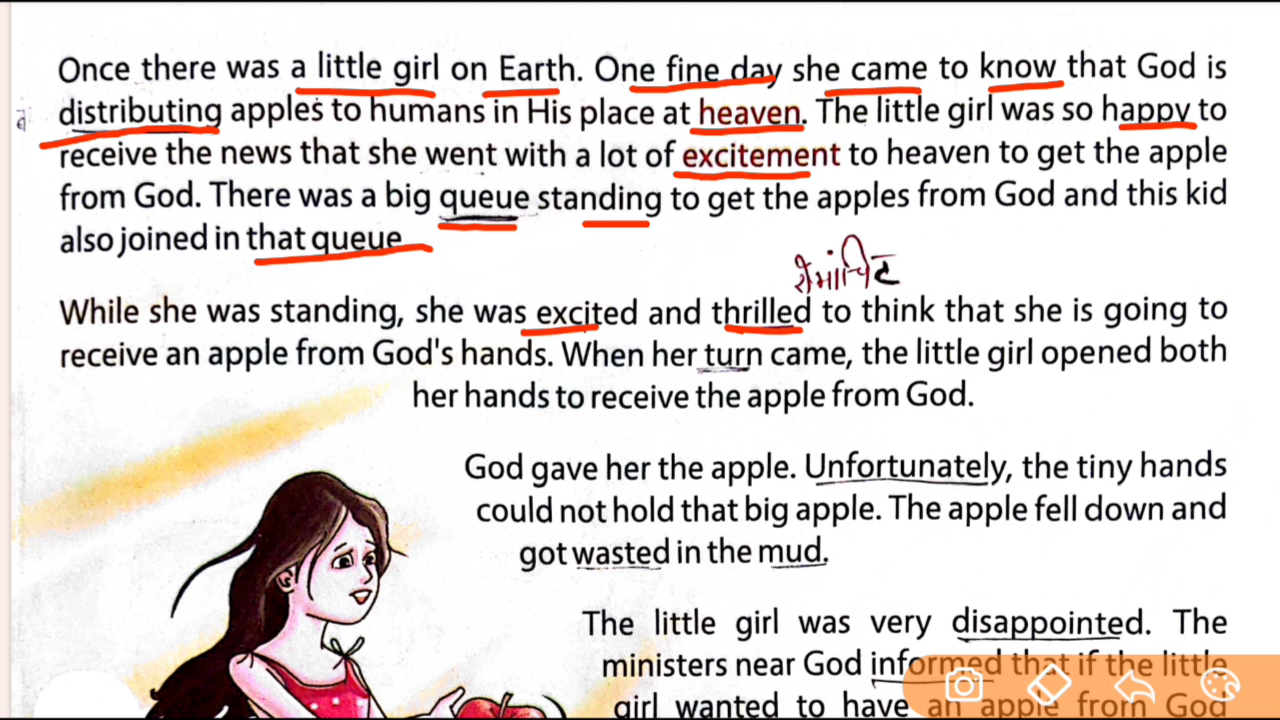 Once there was a little girl on Earth. One fine day she came to know that God is
distributing apples to humans in His place at heaven. The little girl was so happy to
receive the news that she went with a lot of excitement to heaven to get the apple
from God. There was a big queue standing to get the apples from God and this kid
also joined in that queue
रोमांचित
While she was standing, she was excited and thrilled to think that she is going to
receive an apple from God's hands. When her turn came, the little girl opened both
her hands to receive the apple from God.
God gave her the apple. Unfortunately, the tiny hands
could not hold that big apple. The apple fell down and
got wasted in the mud.
The little girl was very disappointed. The
ministers near God informed that if the little
girl wanted to have an apple from God